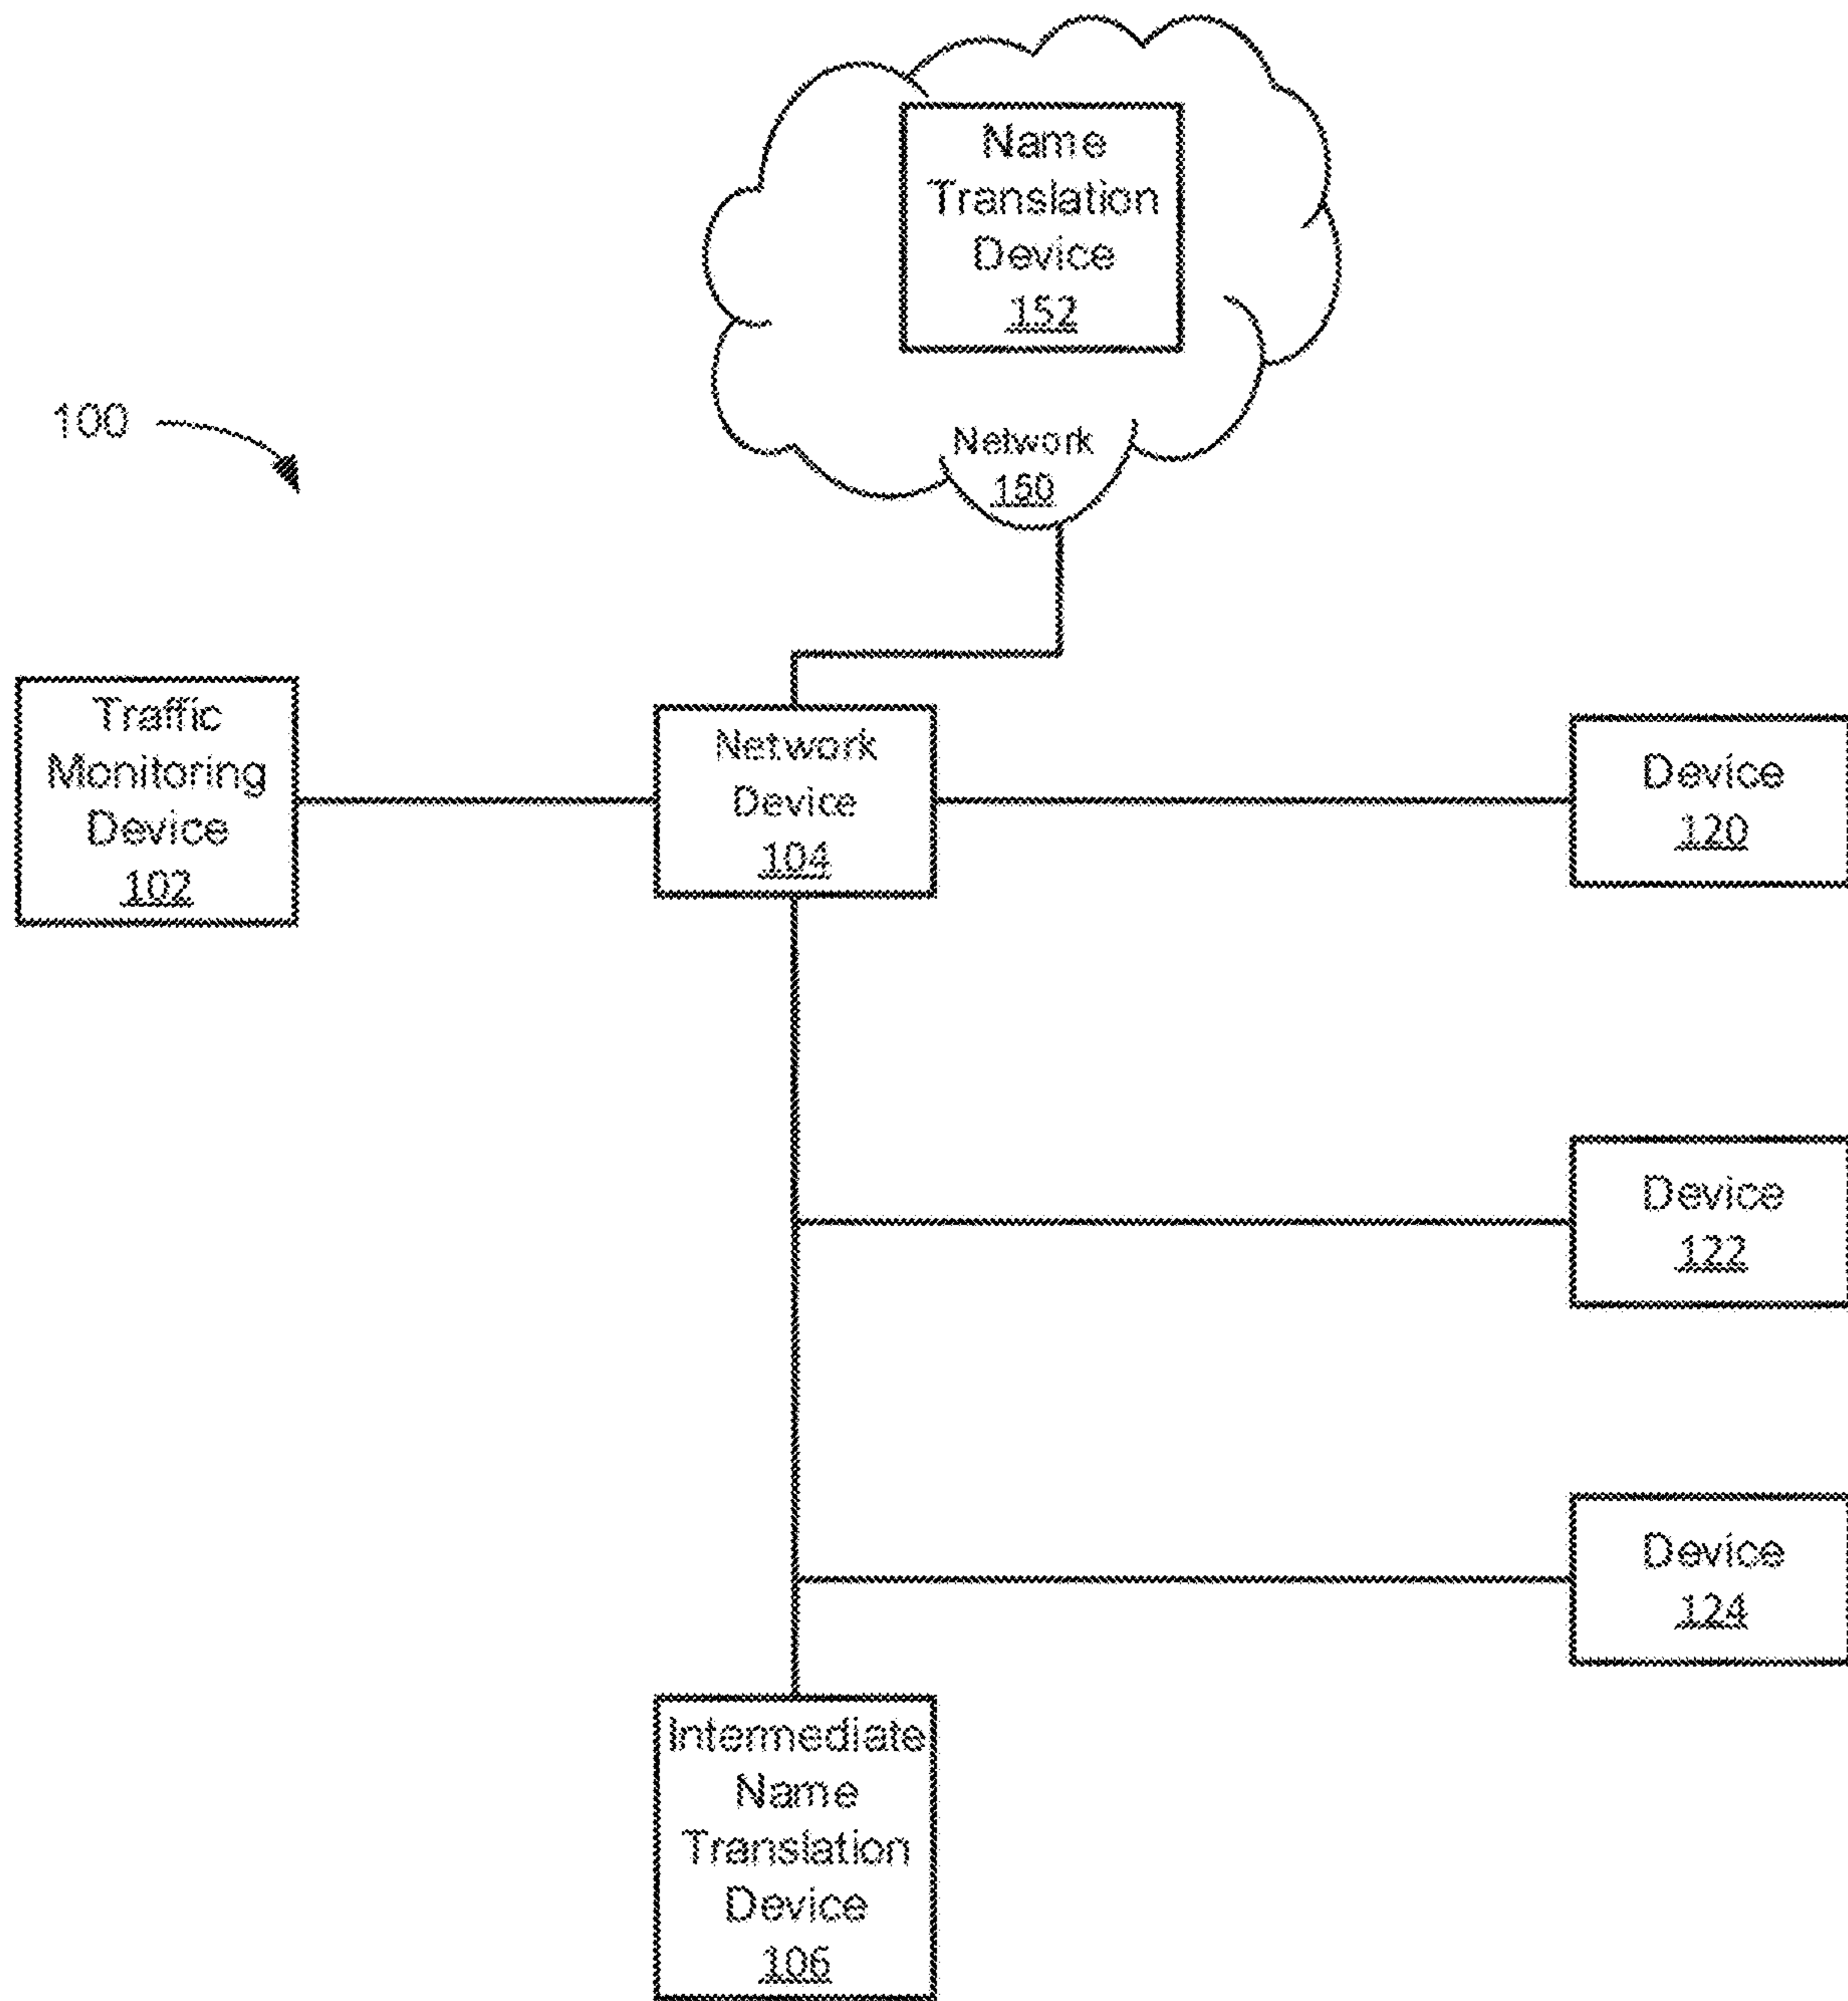 Name
Translation
Device
152
Network
150
100
Traffic
Monitoring
Device
102
Network
Device
104
Device
120
Device
122
Device
124
Intermediate
Name
Translation
Device
106